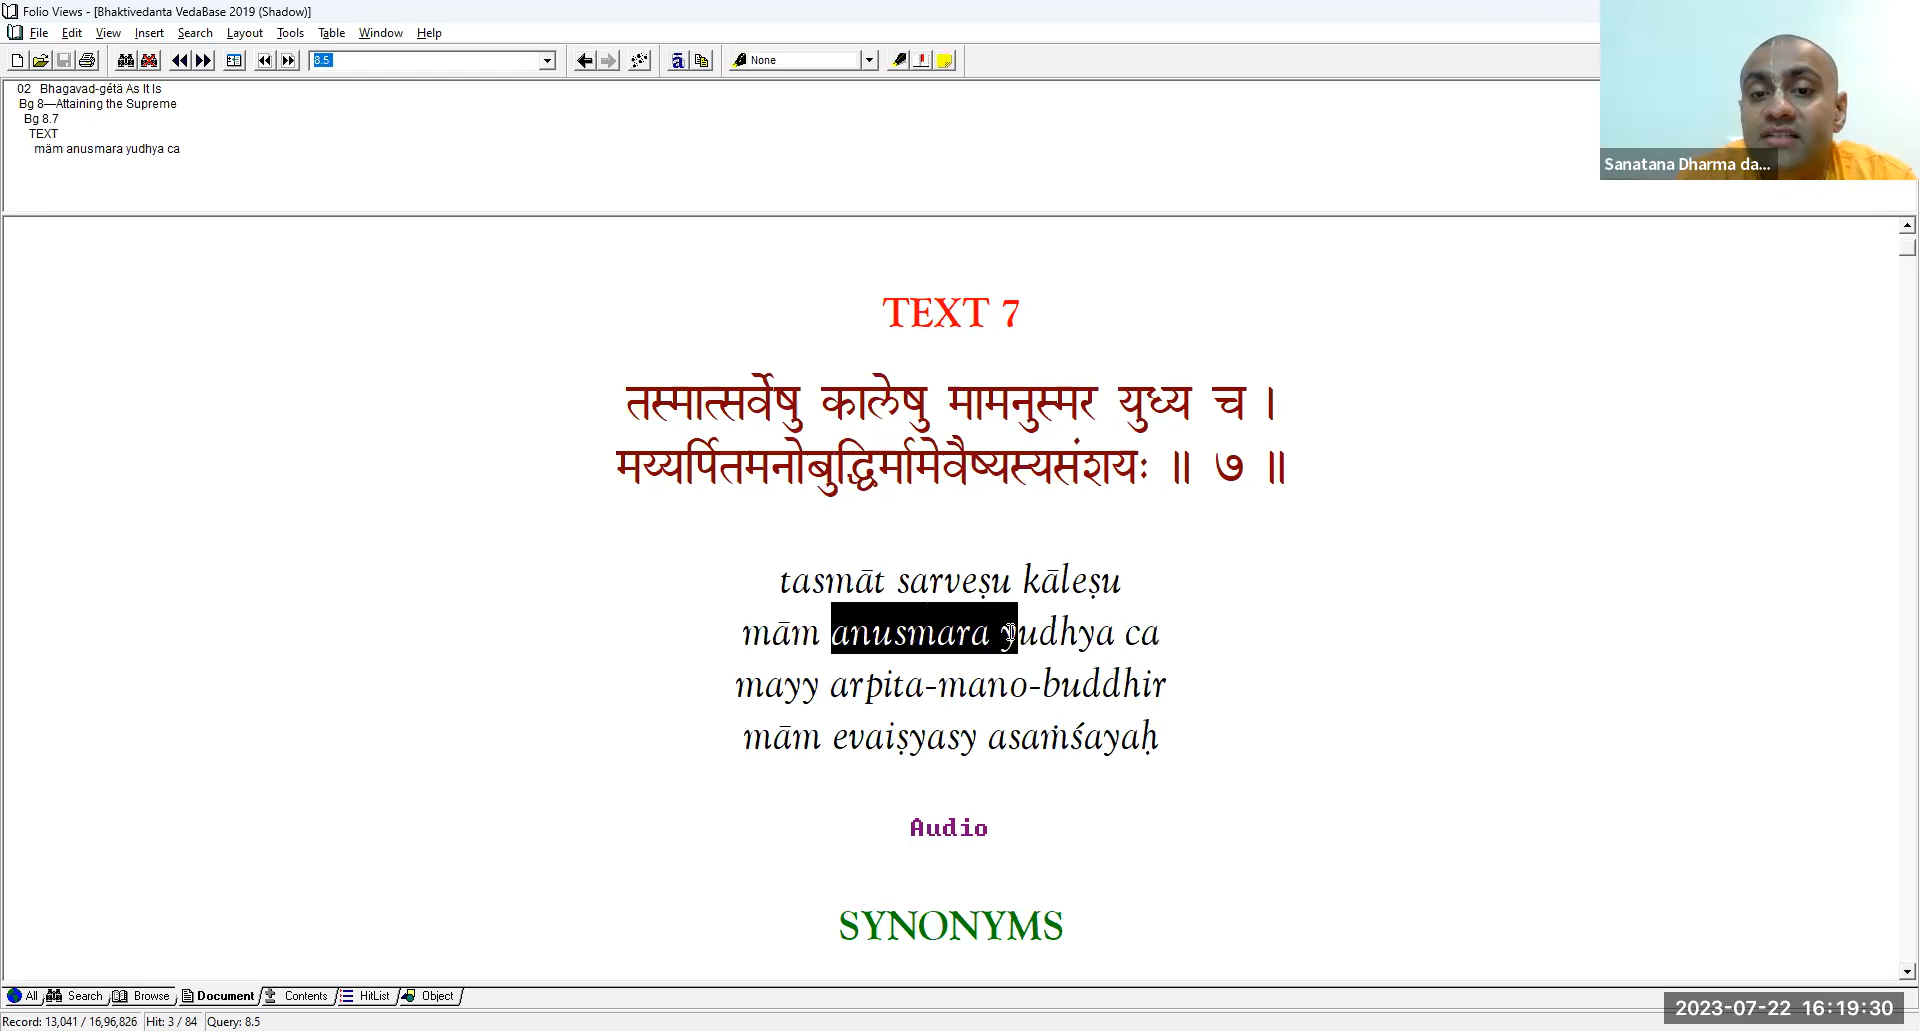 Folio Views - [Bhaktivedanta VedaBase 2019 (Shadow)]
File Edit View Insert Search Layout Tools Table Window Help
8.5 None
02 Bhagavad-gétä As It Is
Bg 8—Attaining the Supreme
Bg 8.7
TEXT
mäm anusmara yudhya ca
Sanatana Dharma da...
TEXT 7
तस्मात्सर्वेषु कालेषु मामनुस्मर युध्य च ।
मय्यर्पितमनोबुद्धिर्मामेवैष्यस्यसंशयः ॥ ७ ॥
tasmāt sarveṣu kāleṣu
mām anusmara yudhya ca
mayy arpita-mano-buddhir
mām evaiṣyasy asaṁśayaḥ
Audio
SYNONYMS
All Search Browse Document Contents HitList Object
2023-07-22 16:19:30
Record: 13,041 / 16,96,826 Hit: 3 / 84 Query: 8.5